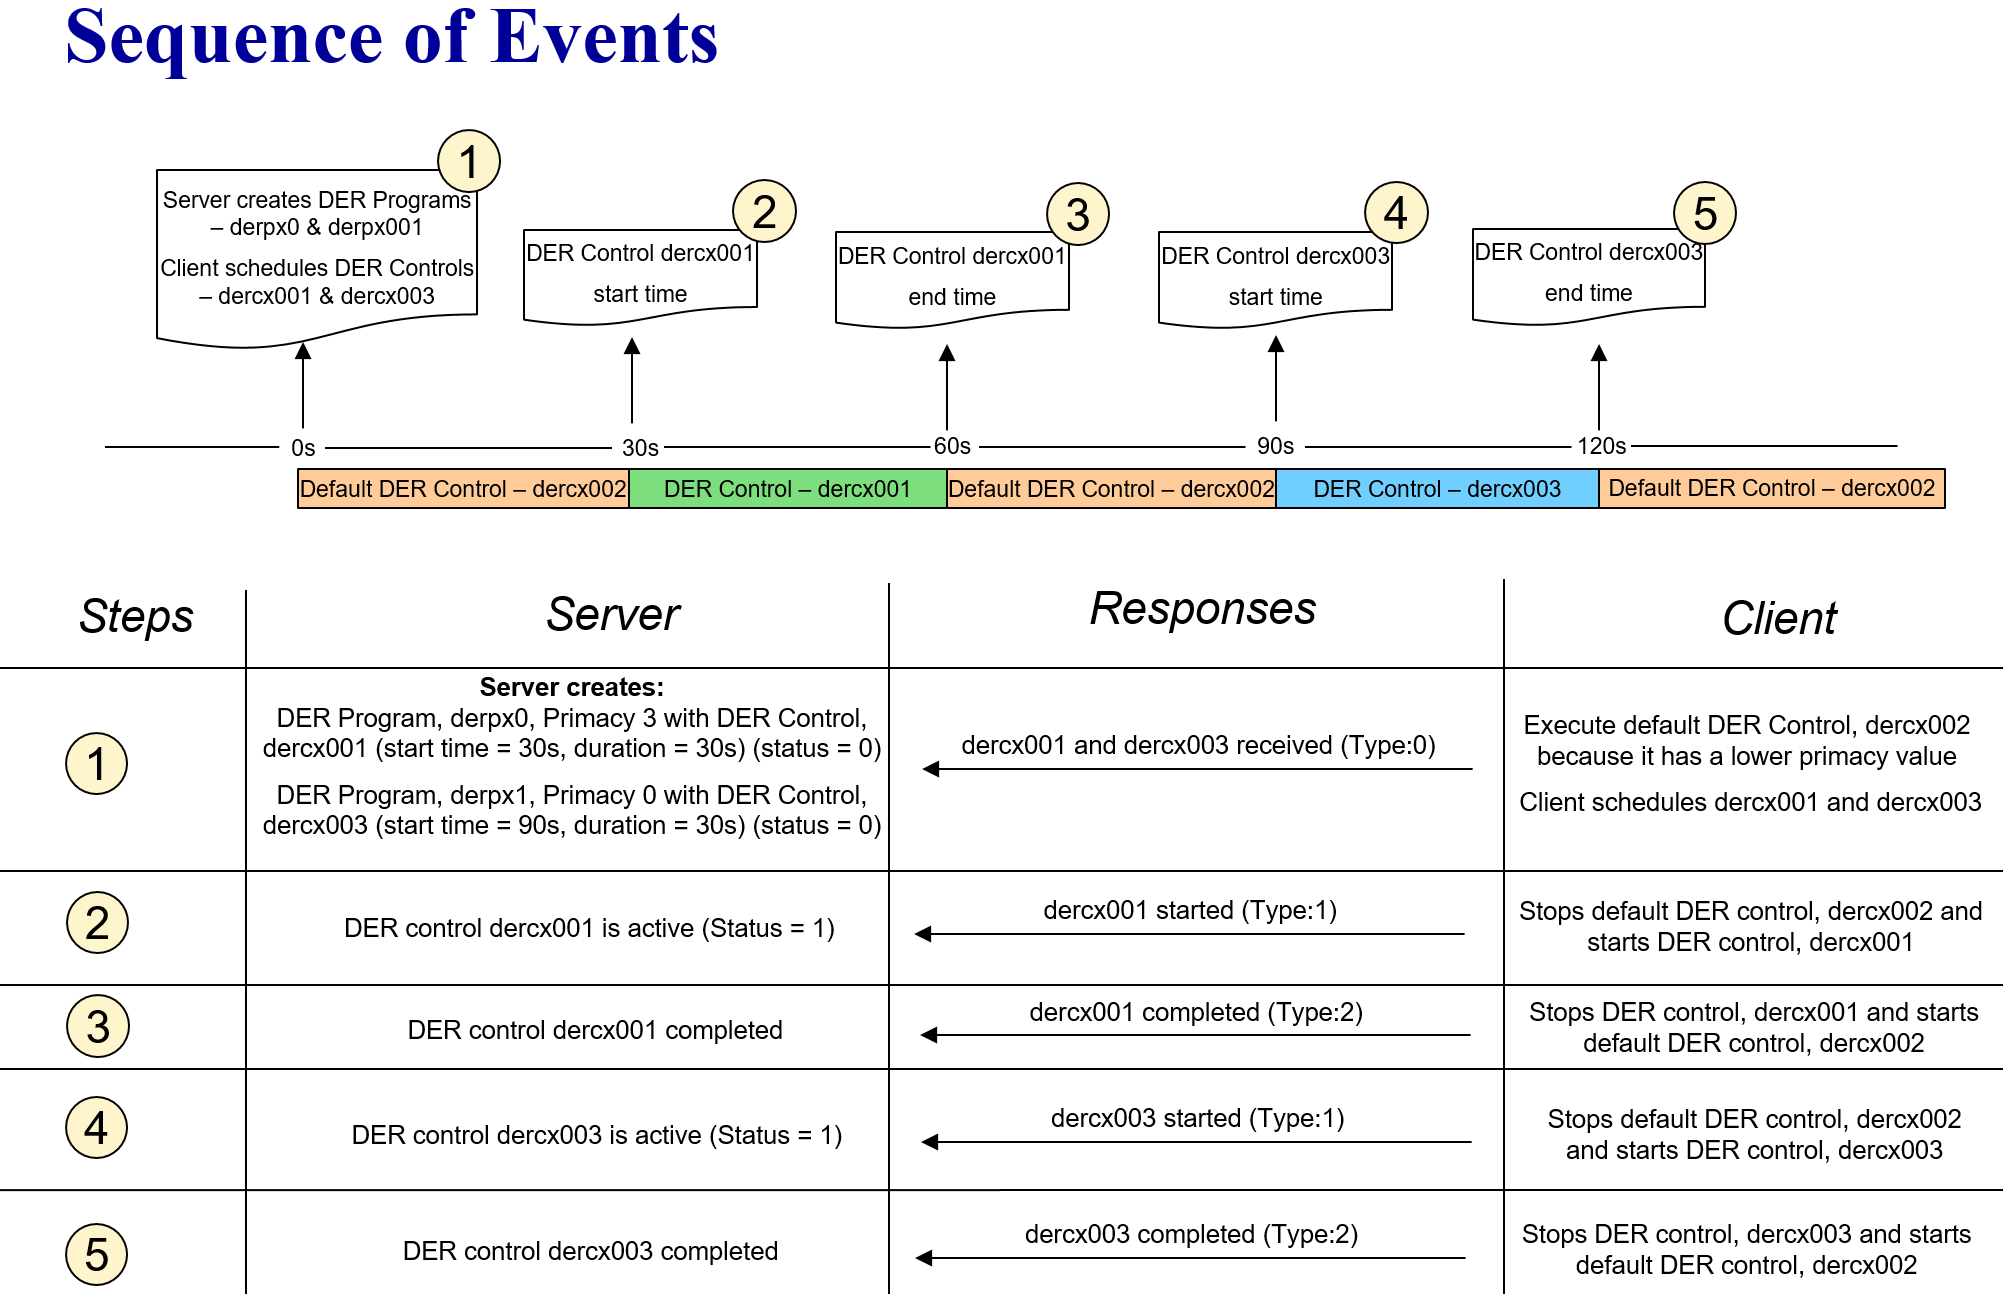 Sequence of Events
1
Server creates DER Programs
– derpx0 & derpx001
Client schedules DER Controls
– dercx001 & dercx003
2
DER Control dercx001
start time
3
DER Control dercx001
end time
4
DER Control dercx003
start time
5
DER Control dercx003
end time
0s
30s
60s
90s
120s
Default DER Control – dercx002
DER Control – dercx001
Default DER Control – dercx002
DER Control – dercx003
Default DER Control – dercx002
Steps
Server
Responses
Client
1
Server creates:
DER Program, derpx0, Primacy 3 with DER Control,
dercx001 (start time = 30s, duration = 30s) (status = 0)
DER Program, derpx1, Primacy 0 with DER Control,
dercx003 (start time = 90s, duration = 30s) (status = 0)
dercx001 and dercx003 received (Type:0)
Execute default DER Control, dercx002
because it has a lower primacy value
Client schedules dercx001 and dercx003
2
DER control dercx001 is active (Status = 1)
dercx001 started (Type:1)
Stops default DER control, dercx002 and
starts DER control, dercx001
3
DER control dercx001 completed
dercx001 completed (Type:2)
Stops DER control, dercx001 and starts
default DER control, dercx002
4
DER control dercx003 is active (Status = 1)
dercx003 started (Type:1)
Stops default DER control, dercx002
and starts DER control, dercx003
5
DER control dercx003 completed
dercx003 completed (Type:2)
Stops DER control, dercx003 and starts
default DER control, dercx002